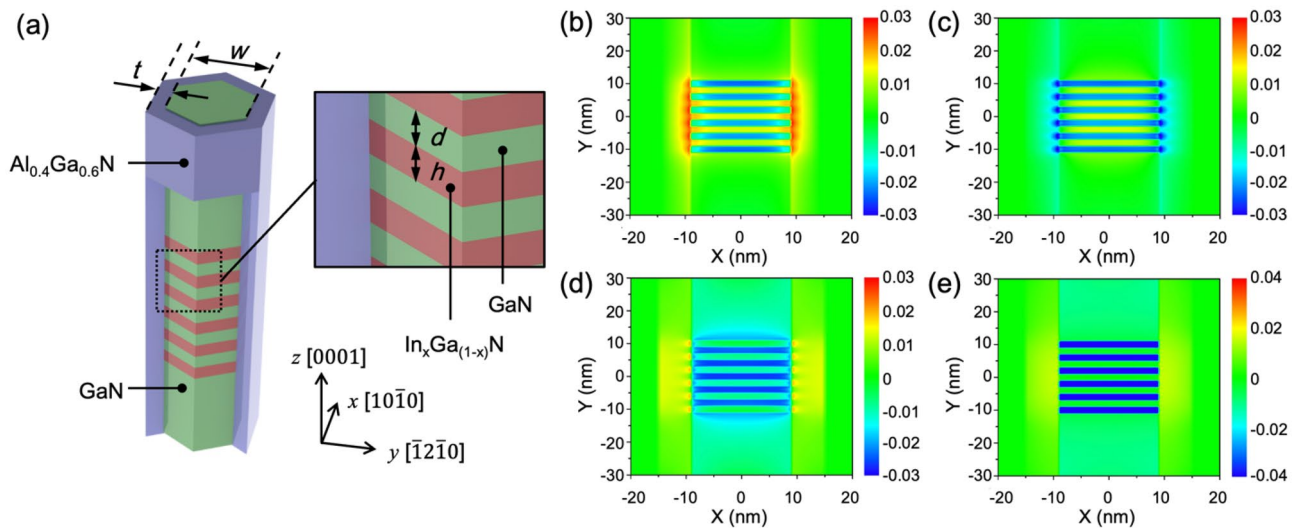 (a)
t
w
Al0.4Ga0.6N
d
h
GaN
InxGa(1-x)N
GaN
z [0001]
x [101̄0]
y [1̄21̄0]
(b)
Y (nm)
30
20
10
0
-10
-20
-30
-20 -10 0 10 20
X (nm)
0.03
0.02
0.01
0
-0.01
-0.02
-0.03
(c)
Y (nm)
30
20
10
0
-10
-20
-30
-20 -10 0 10 20
X (nm)
0.03
0.02
0.01
0
-0.01
-0.02
-0.03
(d)
Y (nm)
30
20
10
0
-10
-20
-30
-20 -10 0 10 20
X (nm)
0.03
0.02
0.01
0
-0.01
-0.02
-0.03
(e)
Y (nm)
30
20
10
0
-10
-20
-30
-20 -10 0 10 20
X (nm)
0.04
0.02
0.00
-0.02
-0.04